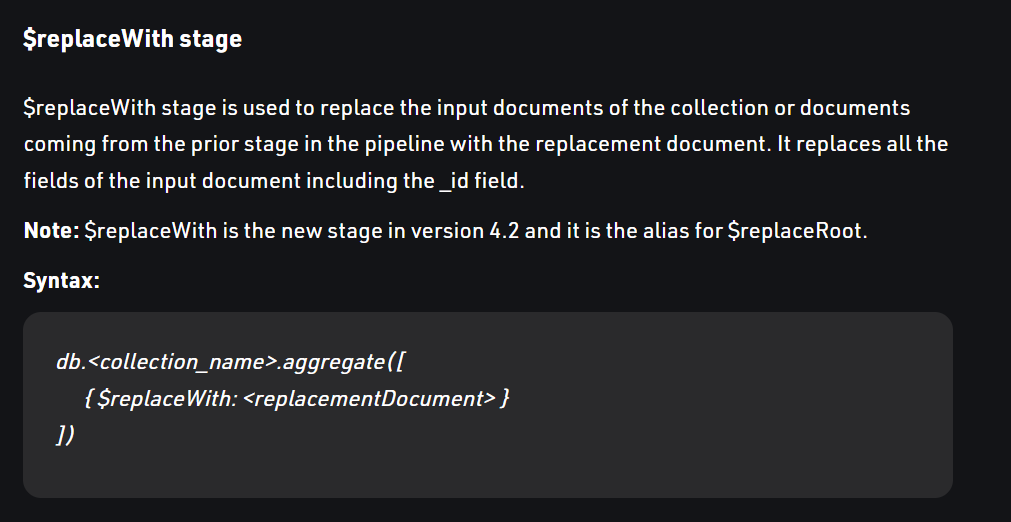 $replaceWith stage
$replaceWith stage is used to replace the input documents of the collection or documents
coming from the prior stage in the pipeline with the replacement document. It replaces all the
fields of the input document including the _id field.
Note: $replaceWith is the new stage in version 4.2 and it is the alias for $replaceRoot.
Syntax:
db.<collection_name>.aggregate([
{ $replaceWith: <replacementDocument> }
])